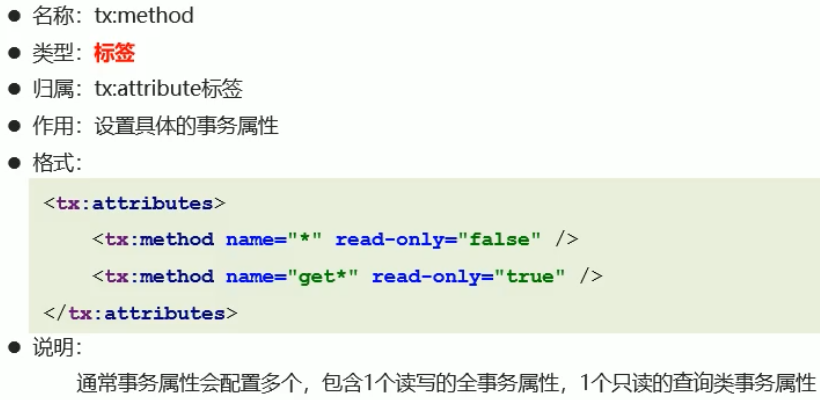 ● 名称：tx:method
● 类型：标签
● 归属：tx:attribute标签
● 作用：设置具体的事务属性
● 格式：
<tx:attributes>
<tx:method name="*" read-only="false" />
<tx:method name="get*" read-only="true" />
</tx:attributes>
● 说明：
通常事务属性会配置多个，包含1个读写的全事务属性，1个只读的查询类事务属性